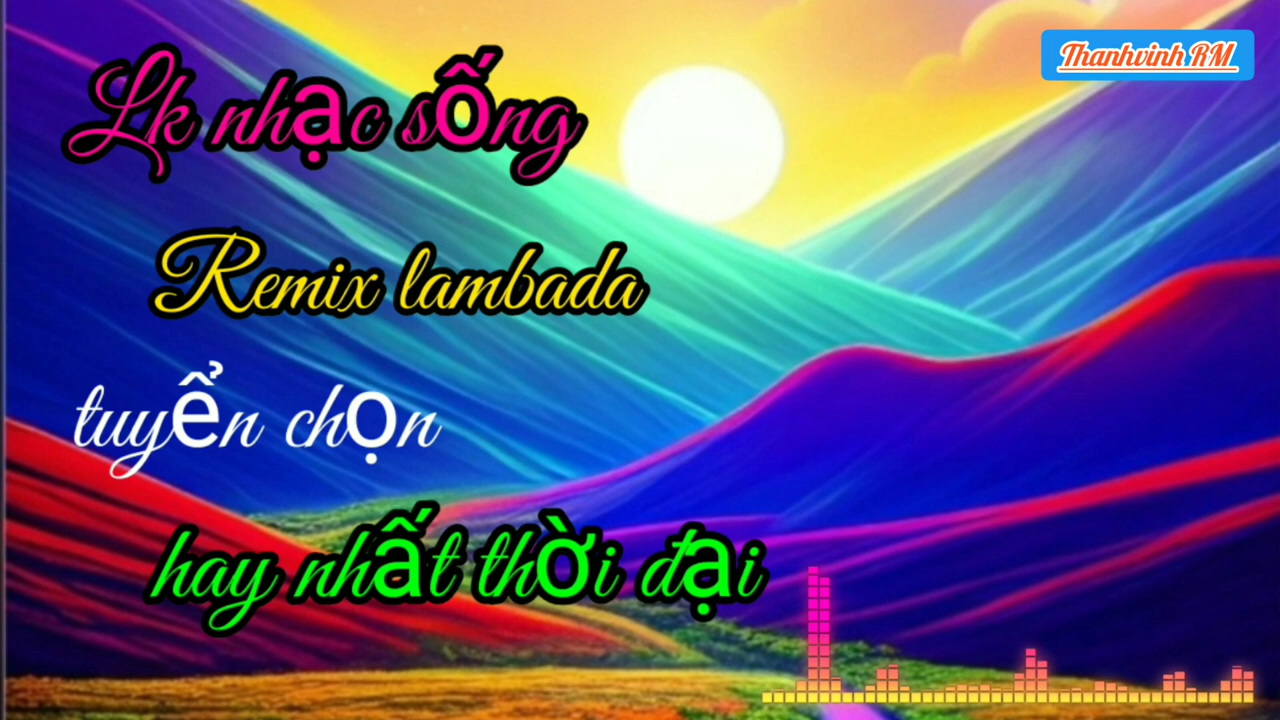 Lk nhạc sống
Thanhvinh RM
Remix lambada
tuyển chọn
hay nhất thời đại